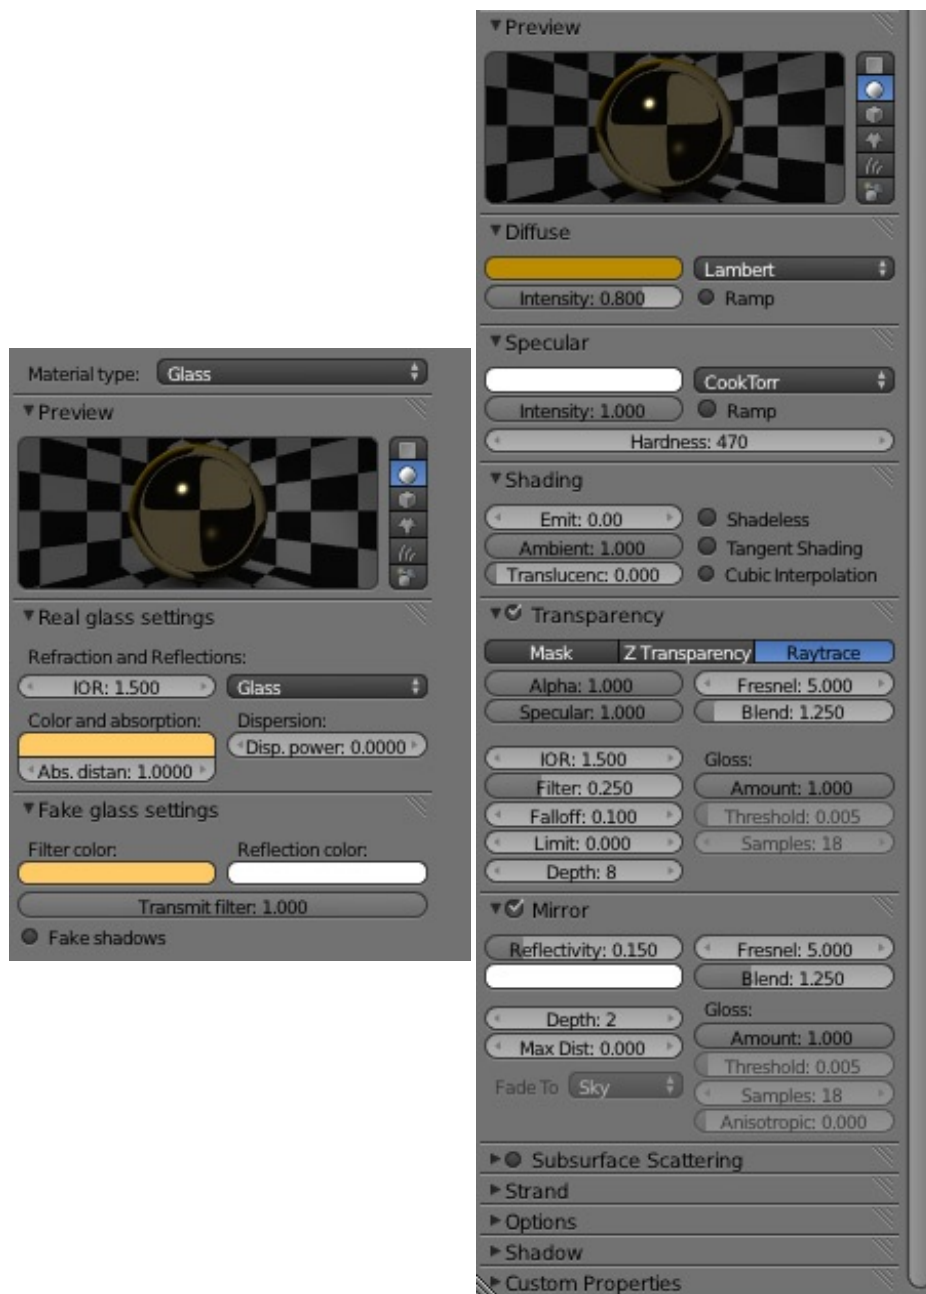 Material type: Glass
Preview
Real glass settings
Refraction and Reflections:
IOR: 1.500 Glass
Color and absorption: Dispersion:
Disp. power: 0.0000
Abs. distan: 1.0000
Fake glass settings
Filter color: Reflection color:
Transmit filter: 1.000
Fake shadows
Preview
Diffuse
Lambert
Intensity: 0.800 Ramp
Specular
CookTorr
Intensity: 1.000 Ramp
Hardness: 470
Shading
Emit: 0.00 Shadeless
Ambient: 1.000 Tangent Shading
Translucenc: 0.000 Cubic Interpolation
Transparency
Mask Z Transparency Raytrace
Alpha: 1.000 Fresnel: 5.000
Specular: 1.000 Blend: 1.250
IOR: 1.500 Gloss:
Filter: 0.250 Amount: 1.000
Falloff: 0.100 Threshold: 0.005
Limit: 0.000 Samples: 18
Depth: 8
Mirror
Reflectivity: 0.150 Fresnel: 5.000
Blend: 1.250
Gloss:
Depth: 2 Amount: 1.000
Max Dist: 0.000 Threshold: 0.005
Fade To Sky Samples: 18
Anisotropic: 0.000
Subsurface Scattering
Strand
Options
Shadow
Custom Properties